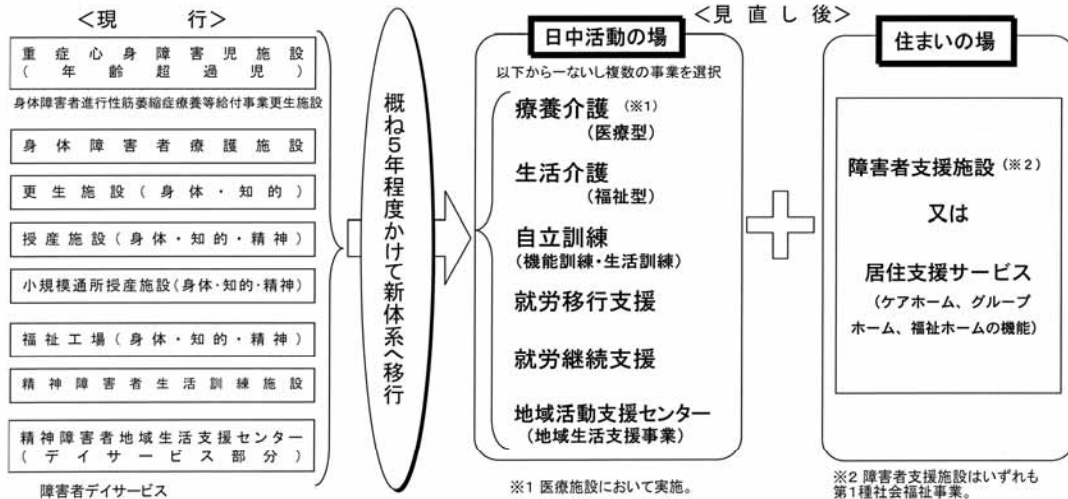 <現　行>
重症心身障害児施設
(年齢超過児)
身体障害者進行性筋萎縮症療養等給付事業更生施設
身体障害者療護施設
更生施設(身体・知的)
授産施設(身体・知的・精神)
小規模通所授産施設(身体・知的・精神)
福祉工場(身体・知的・精神)
精神障害者生活訓練施設
精神障害者地域生活支援センター
(デイサービス部分)
障害者デイサービス
概ね5年程度かけて新体系へ移行
<見直し後>
日中活動の場
以下から一ないし複数の事業を選択
療養介護 (※1)
(医療型)
生活介護
(福祉型)
自立訓練
(機能訓練・生活訓練)
就労移行支援
就労継続支援
地域活動支援センター
(地域生活支援事業)
※1 医療施設において実施。
住まいの場
障害者支援施設 (※2)
又は
居住支援サービス
(ケアホーム、グループ
ホーム、福祉ホームの機能)
※2 障害者支援施設はいずれも
第1種社会福祉事業。